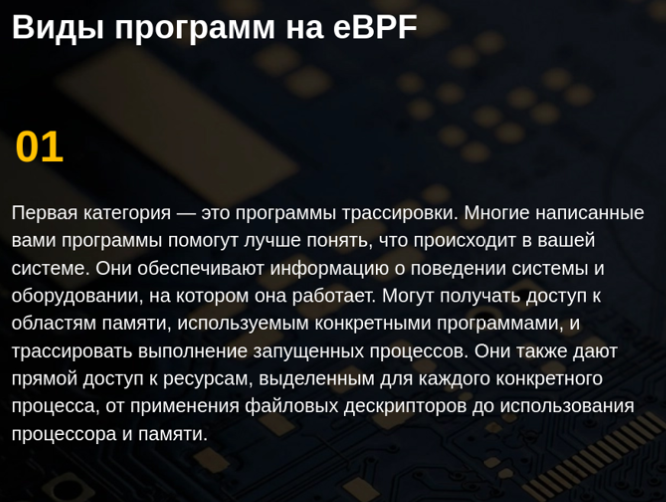 Виды программ на eBPF
01
Первая категория — это программы трассировки. Многие написанные
вами программы помогут лучше понять, что происходит в вашей
системе. Они обеспечивают информацию о поведении системы и
оборудовании, на котором она работает. Могут получать доступ к
областям памяти, используемым конкретными программами, и
трассировать выполнение запущенных процессов. Они также дают
прямой доступ к ресурсам, выделенным для каждого конкретного
процесса, от применения файловых дескрипторов до использования
процессора и памяти.